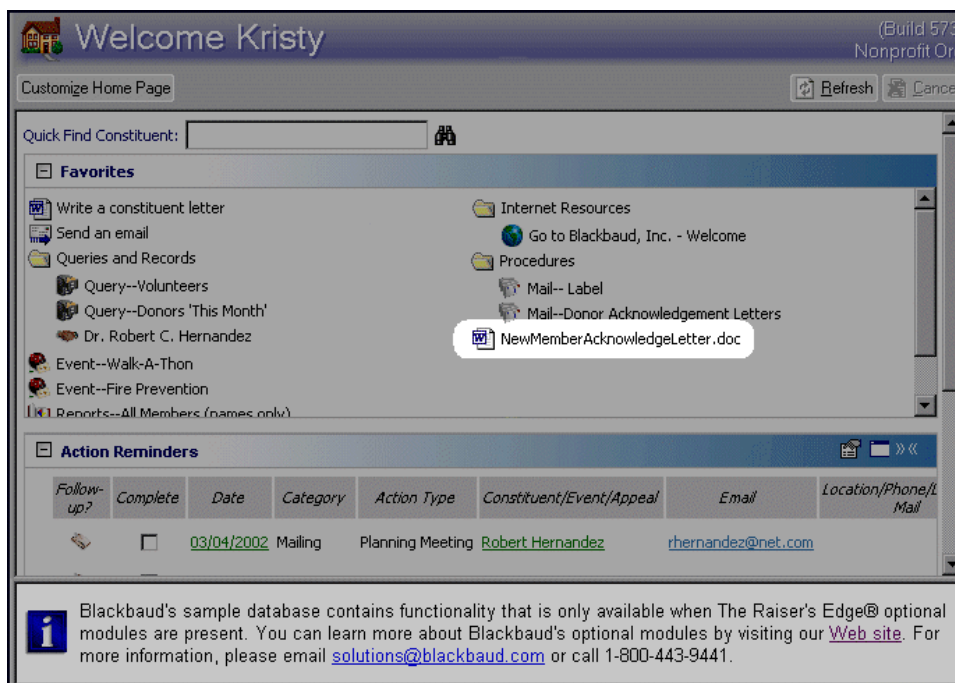 Welcome Kristy
(Build 573
Nonprofit Or
Customize Home Page
Refresh
Cance
Quick Find Constituent:
Favorites
Write a constituent letter
Send an email
Queries and Records
Query--Volunteers
Query--Donors 'This Month'
Dr. Robert C. Hernandez
Event--Walk-A-Thon
Event--Fire Prevention
Reports--All Members (names only)
Internet Resources
Go to Blackbaud, Inc. - Welcome
Procedures
Mail-- Label
Mail--Donor Acknowledgement Letters
NewMemberAcknowledgeLetter.doc
Action Reminders
Follow-up? Complete Date Category Action Type Constituent/Event/Appeal Email Location/Phone/L Mail
03/04/2002 Mailing Planning Meeting Robert Hernandez rhernandez@net.com
Blackbaud's sample database contains functionality that is only available when The Raiser's Edge® optional
modules are present. You can learn more about Blackbaud's optional modules by visiting our Web site. For
more information, please email solutions@blackbaud.com or call 1-800-443-9441.